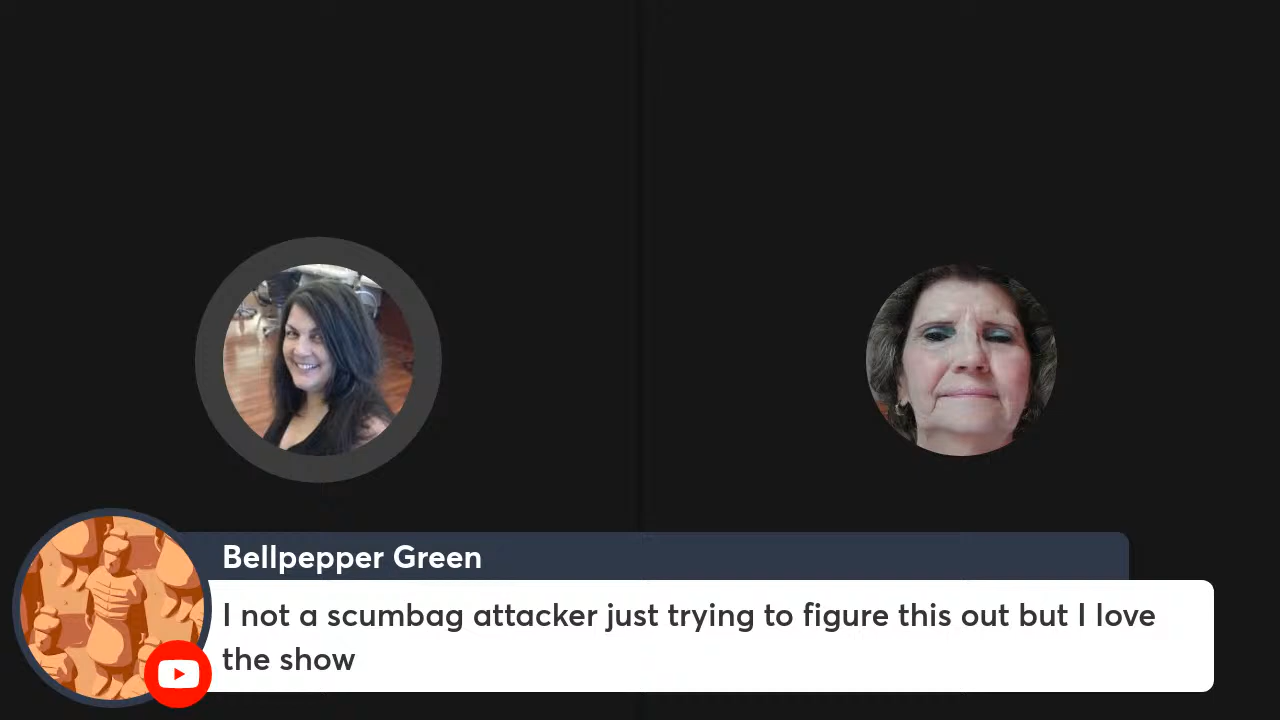 Bellpepper Green
I not a scumbag attacker just trying to figure this out but I love
the show